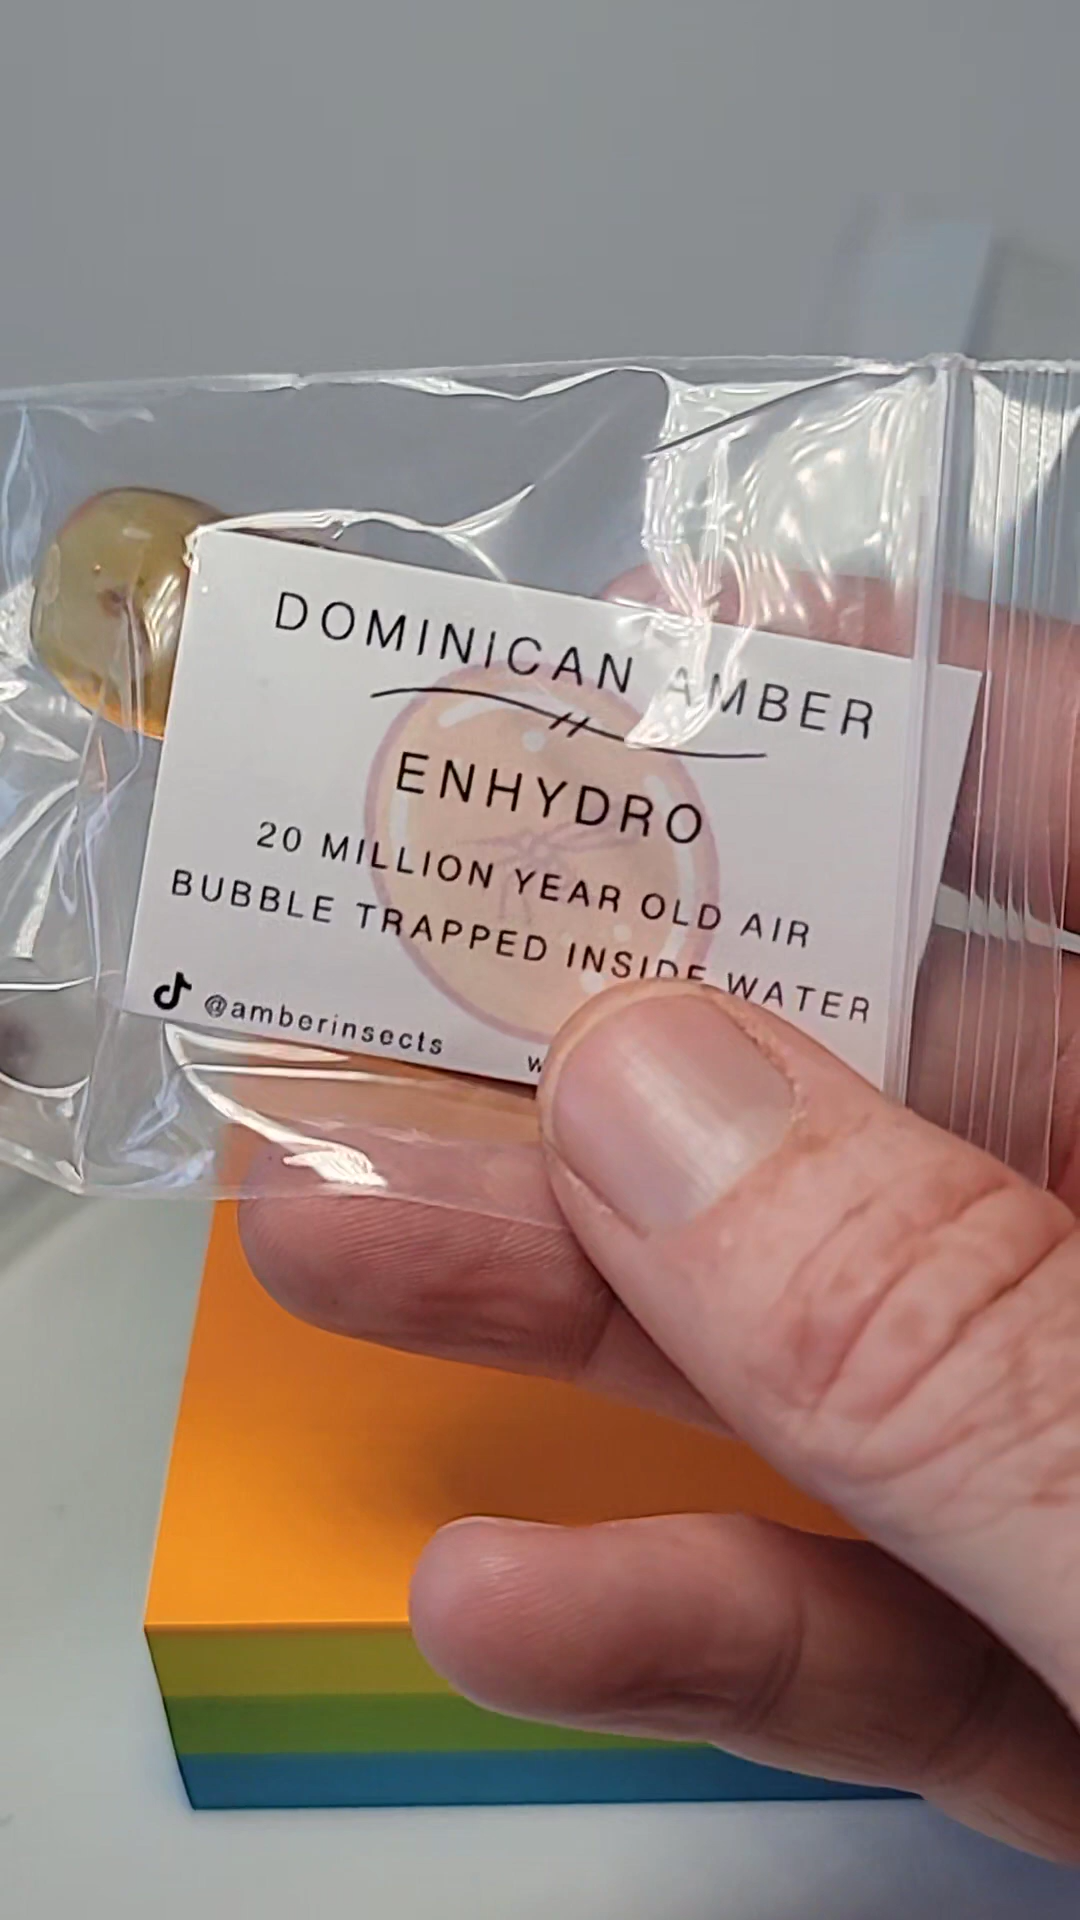 DOMINICAN AMBER
ENHYDRO
20 MILLION YEAR OLD AIR
BUBBLE TRAPPED INSIDE WATER
@amberinsects